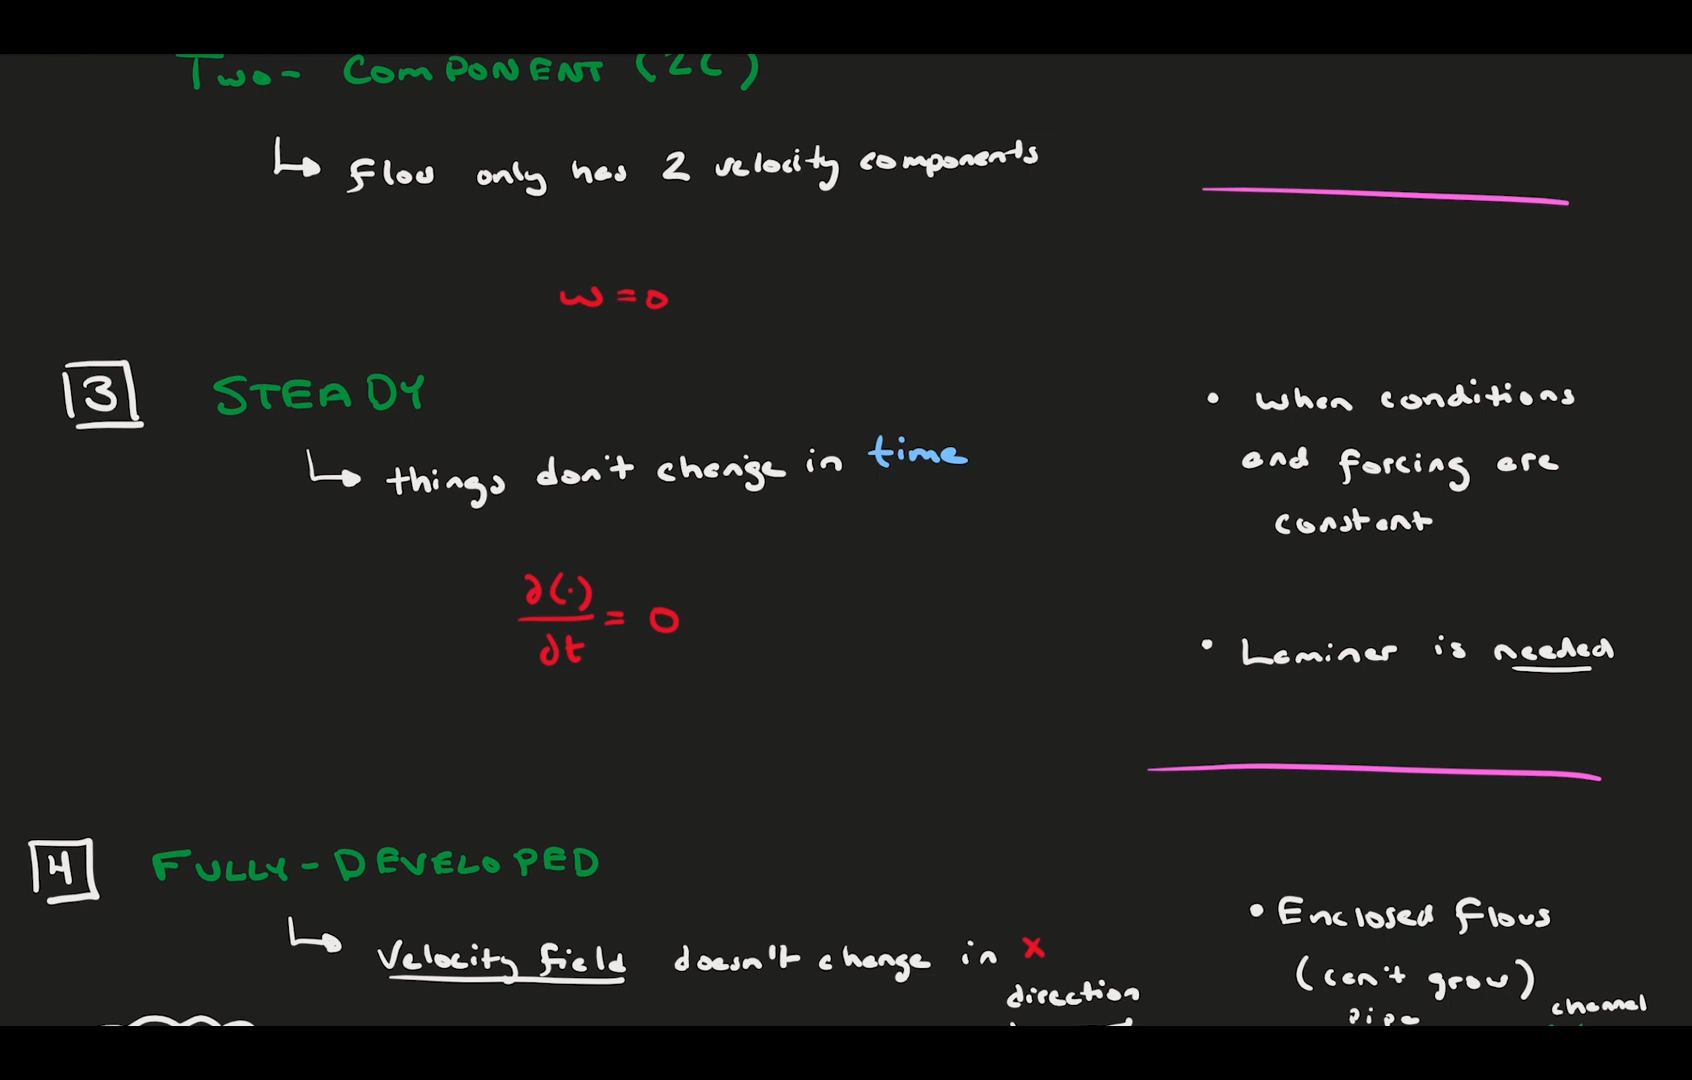 TWO- COMPONENT (2C)
↳ flow only has 2 velocity components
w = 0
3 STEADY
↳ things don't change in time
∂(·)/∂t = 0
• When conditions
and forcing are
constant
• Laminar is needed
4 FULLY-DEVELOPED
↳ Velocity field doesn't change in x
direction
• Enclosed flows
(can't grow)
pipe channel